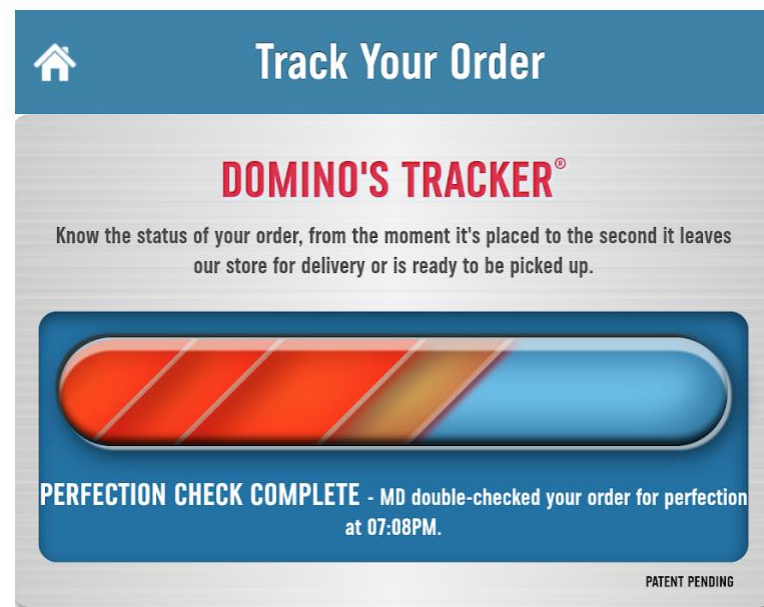 Track Your Order
DOMINO'S TRACKER®
Know the status of your order, from the moment it's placed to the second it leaves
our store for delivery or is ready to be picked up.
PERFECTION CHECK COMPLETE - MD double-checked your order for perfection
at 07:08PM.
PATENT PENDING